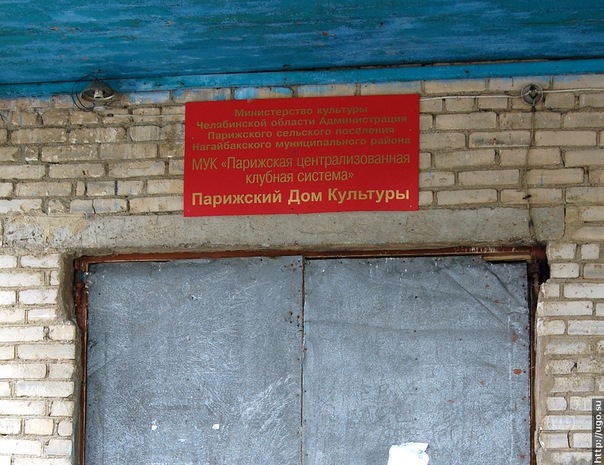 Министерство культуры
Челябинской области Администрация
Парижского сельского поселения
Нагайбакского муниципального района
МУК «Парижская централизованная
клубная система»
Парижский Дом Культуры
http://ugo.su